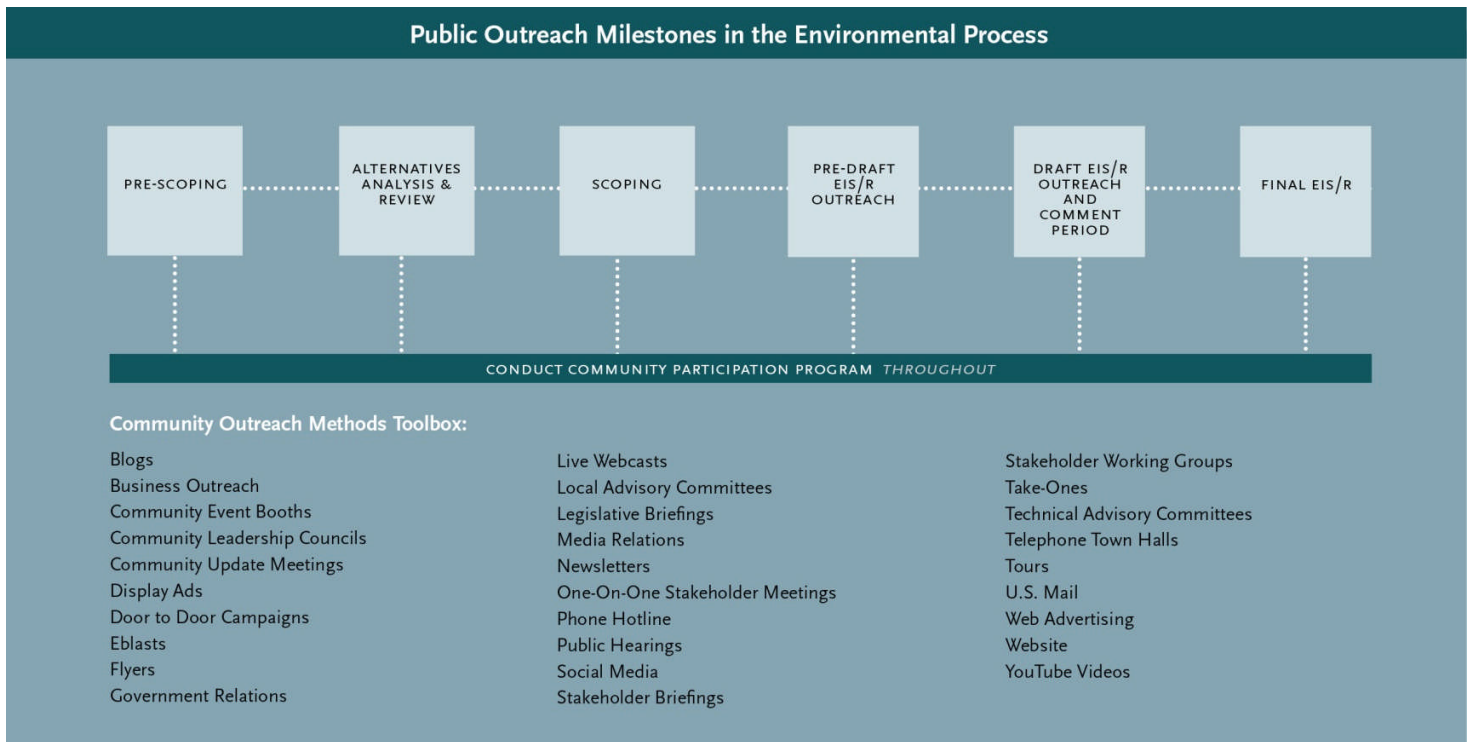 Public Outreach Milestones in the Environmental Process
PRE-SCOPING
ALTERNATIVES
ANALYSIS &
REVIEW
SCOPING
PRE-DRAFT
EIS/R
OUTREACH
DRAFT EIS/R
OUTREACH
AND
COMMENT
PERIOD
FINAL EIS/R
CONDUCT COMMUNITY PARTICIPATION PROGRAM THROUGHOUT
Community Outreach Methods Toolbox:
Blogs
Business Outreach
Community Event Booths
Community Leadership Councils
Community Update Meetings
Display Ads
Door to Door Campaigns
Eblasts
Flyers
Government Relations
Live Webcasts
Local Advisory Committees
Legislative Briefings
Media Relations
Newsletters
One-On-One Stakeholder Meetings
Phone Hotline
Public Hearings
Social Media
Stakeholder Briefings
Stakeholder Working Groups
Take-Ones
Technical Advisory Committees
Telephone Town Halls
Tours
U.S. Mail
Web Advertising
Website
YouTube Videos